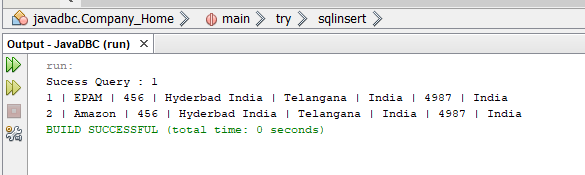 javadbc.Company_Home main try sqlinsert
Output - JavaDBC (run)
run:
Sucess Query : 1
1 | EPAM | 456 | Hyderbad India | Telangana | India | 4987 | India
2 | Amazon | 456 | Hyderbad India | Telangana | India | 4987 | India
BUILD SUCCESSFUL (total time: 0 seconds)